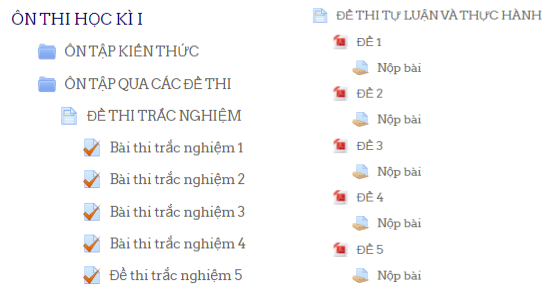 ÔN THI HỌC KÌ I
ÔN TẬP KIẾN THỨC
ÔN TẬP QUA CÁC ĐỀ THI
ĐỀ THI TRẮC NGHIỆM
Bài thi trắc nghiệm 1
Bài thi trắc nghiệm 2
Bài thi trắc nghiệm 3
Bài thi trắc nghiệm 4
Đề thi trắc nghiệm 5
ĐỀ THI TỰ LUẬN VÀ THỰC HÀNH
ĐỀ 1
Nộp bài
ĐỀ 2
Nộp bài
ĐỀ 3
Nộp bài
ĐỀ 4
Nộp bài
ĐỀ 5
Nộp bài